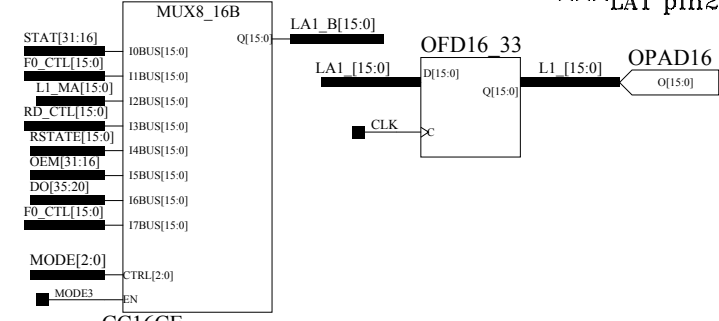 MUX8_16B
LA1 pin2
STAT[31:16]
I0BUS[15:0]
Q[15:0]
LA1_B[15:0]
F0_CTL[15:0]
I1BUS[15:0]
L1_MA[15:0]
I2BUS[15:0]
RD_CTL[15:0]
I3BUS[15:0]
RSTATE[15:0]
I4BUS[15:0]
OEM[31:16]
I5BUS[15:0]
DO[35:20]
I6BUS[15:0]
F0_CTL[15:0]
I7BUS[15:0]
MODE[2:0]
CTRL[2:0]
MODE3
EN
OFD16_33
LA1_[15:0]
D[15:0]
Q[15:0]
L1_[15:0]
OPAD16
O[15:0]
CLK
C